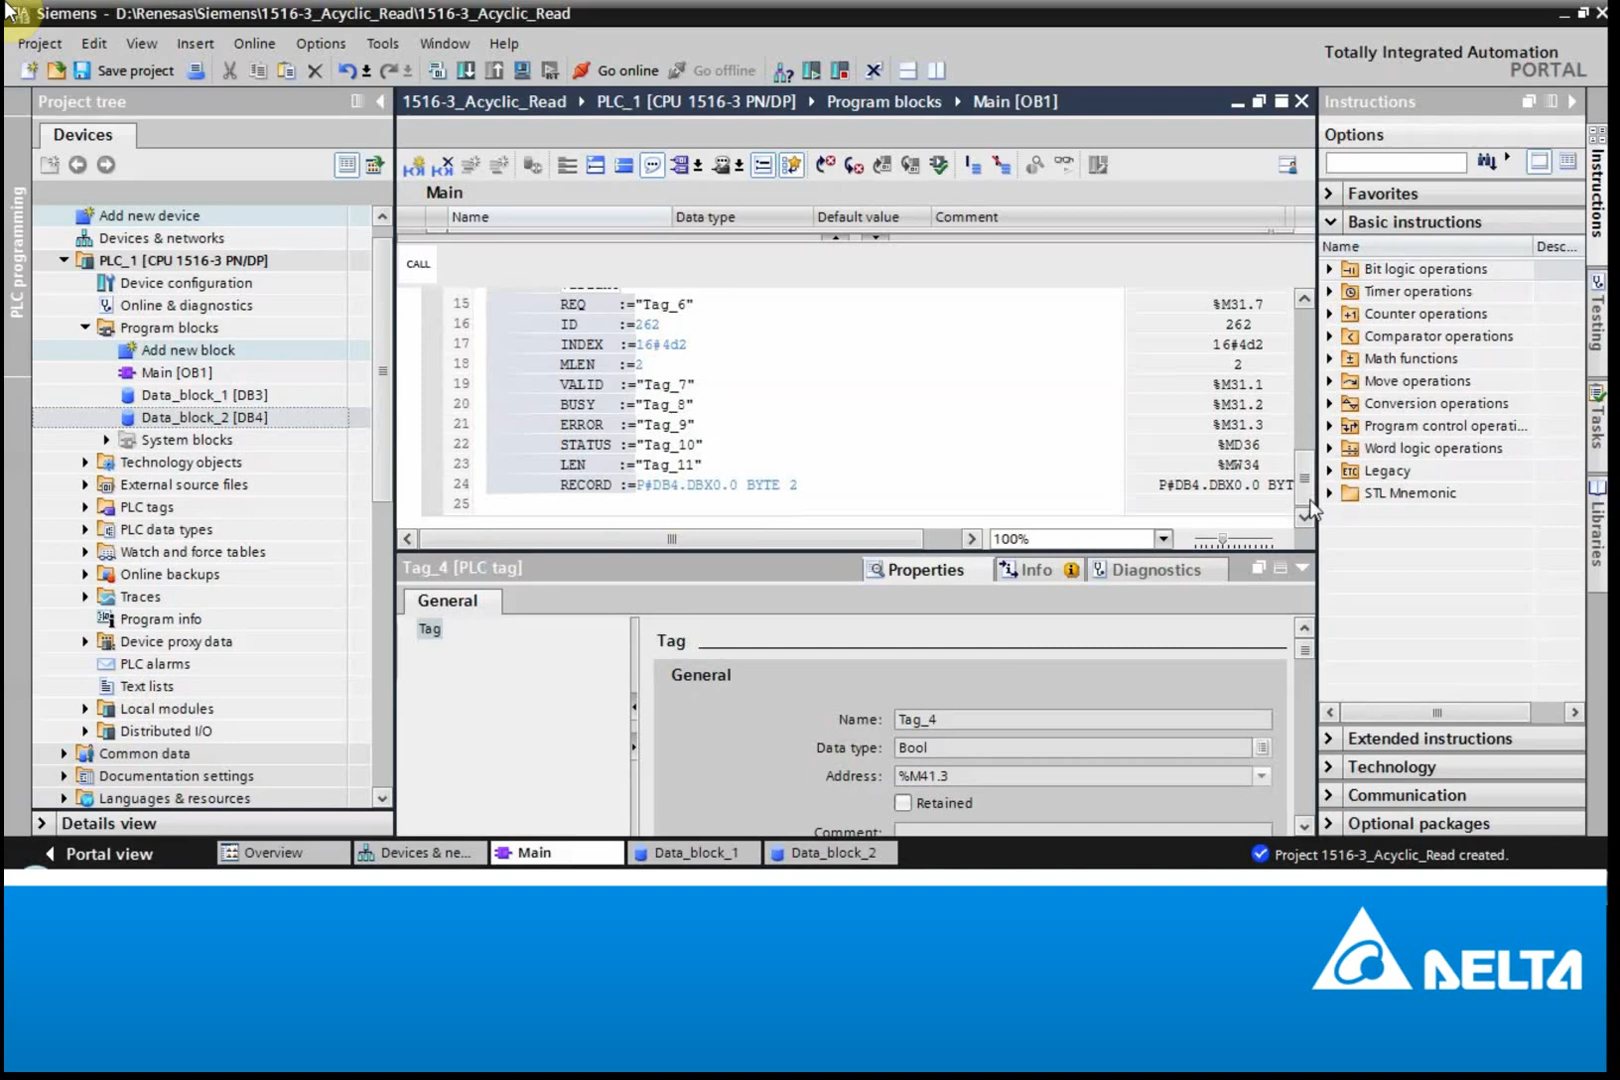 Siemens - D:\Renesas\Siemens\1516-3_Acyclic_Read\1516-3_Acyclic_Read
Project Edit View Insert Online Options Tools Window Help
Totally Integrated Automation
PORTAL
Save project Go online Go offline
Project tree
1516-3_Acyclic_Read PLC_1 [CPU 1516-3 PN/DP] Program blocks Main [OB1]
Instructions
Devices
Options
PLC programming
Main
Name Data type Default value Comment
Favorites
Basic instructions
Name Desc...
Add new device
Devices & networks
PLC_1 [CPU 1516-3 PN/DP]
Device configuration
Online & diagnostics
Program blocks
Add new block
Main [OB1]
Data_block_1 [DB3]
Data_block_2 [DB4]
System blocks
Technology objects
External source files
PLC tags
PLC data types
Watch and force tables
Online backups
Traces
Program info
Device proxy data
PLC alarms
Text lists
Local modules
Distributed I/O
Common data
Documentation settings
Languages & resources
Details view
CALL
15 REQ :="Tag_6" %M31.7
16 ID :=262 262
17 INDEX :=16#4d2 16#4d2
18 MLEN :=2 2
19 VALID :="Tag_7" %M31.1
20 BUSY :="Tag_8" %M31.2
21 ERROR :="Tag_9" %M31.3
22 STATUS :="Tag_10" %MD36
23 LEN :="Tag_11" %MW34
24 RECORD :=P#DB4.DBX0.0 BYTE 2 P#DB4.DBX0.0 BYT
25
100%
Tag_4 [PLC tag]
Properties Info Diagnostics
General
Tag
Tag
General
Name: Tag_4
Data type: Bool
Address: %M41.3
Retained
Comment:
Bit logic operations
Timer operations
Counter operations
Comparator operations
Math functions
Move operations
Conversion operations
Program control operati...
Word logic operations
Legacy
STL Mnemonic
Extended instructions
Technology
Communication
Optional packages
Instructions
Testing
Tasks
Libraries
Portal view Overview Devices & ne... Main Data_block_1 Data_block_2
Project 1516-3_Acyclic_Read created.
DELTA